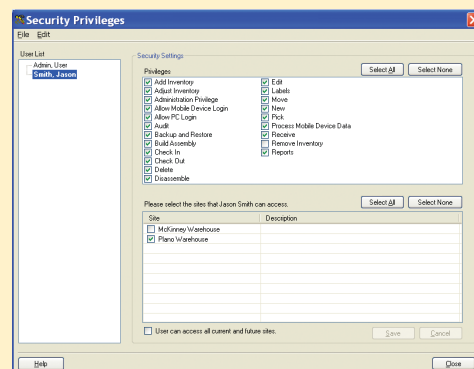 Security Privileges
File Edit
User List
Admin, User
Smith, Jason
Security Settings
Privileges
Select All Select None
Add Inventory
Adjust Inventory
Administration Privilege
Allow Mobile Device Login
Allow PC Login
Audit
Backup and Restore
Build Assembly
Check In
Check Out
Delete
Disassemble
Edit
Labels
Move
New
Pick
Process Mobile Device Data
Receive
Remove Inventory
Reports
Please select the sites that Jason Smith can access.
Select All Select None
Site Description
McKinney Warehouse
Plano Warehouse
User can access all current and future sites.
Save Cancel
Help Close